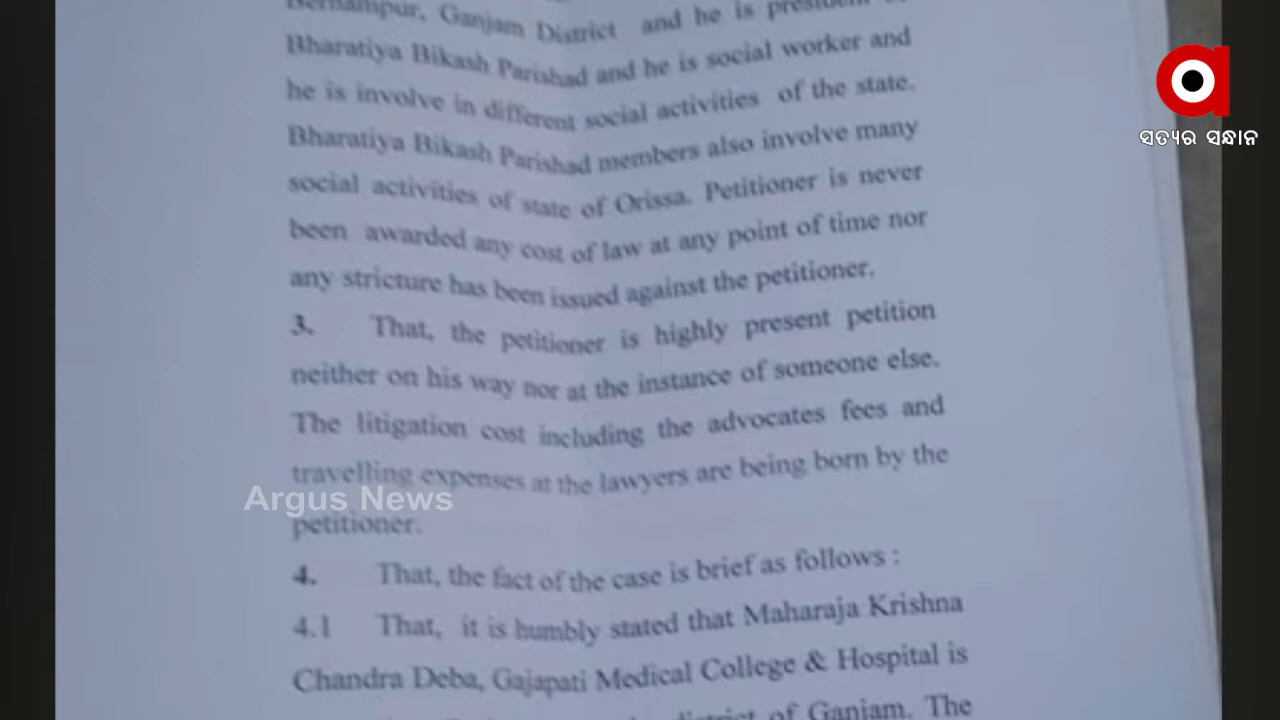 Berhampur, Ganjam District and he is president
Bharatiya Bikash Parishad and he is social worker and
he is involve in different social activities of the state.
Bharatiya Bikash Parishad members also involve many
social activities of state of Orissa. Petitioner is never
been awarded any cost of law at any point of time nor
any stricture has been issued against the petitioner.
3. That, the petitioner is highly present petition
neither on his way nor at the instance of someone else.
The litigation cost including the advocates fees and
travelling expenses at the lawyers are being born by the
petitioner.
4. That, the fact of the case is brief as follows :
4.1 That, it is humbly stated that Maharaja Krishna
Chandra Deba, Gajapati Medical College & Hospital is
district of Ganjam. The
ସତ୍ୟର ସନ୍ଧାନ
Argus News